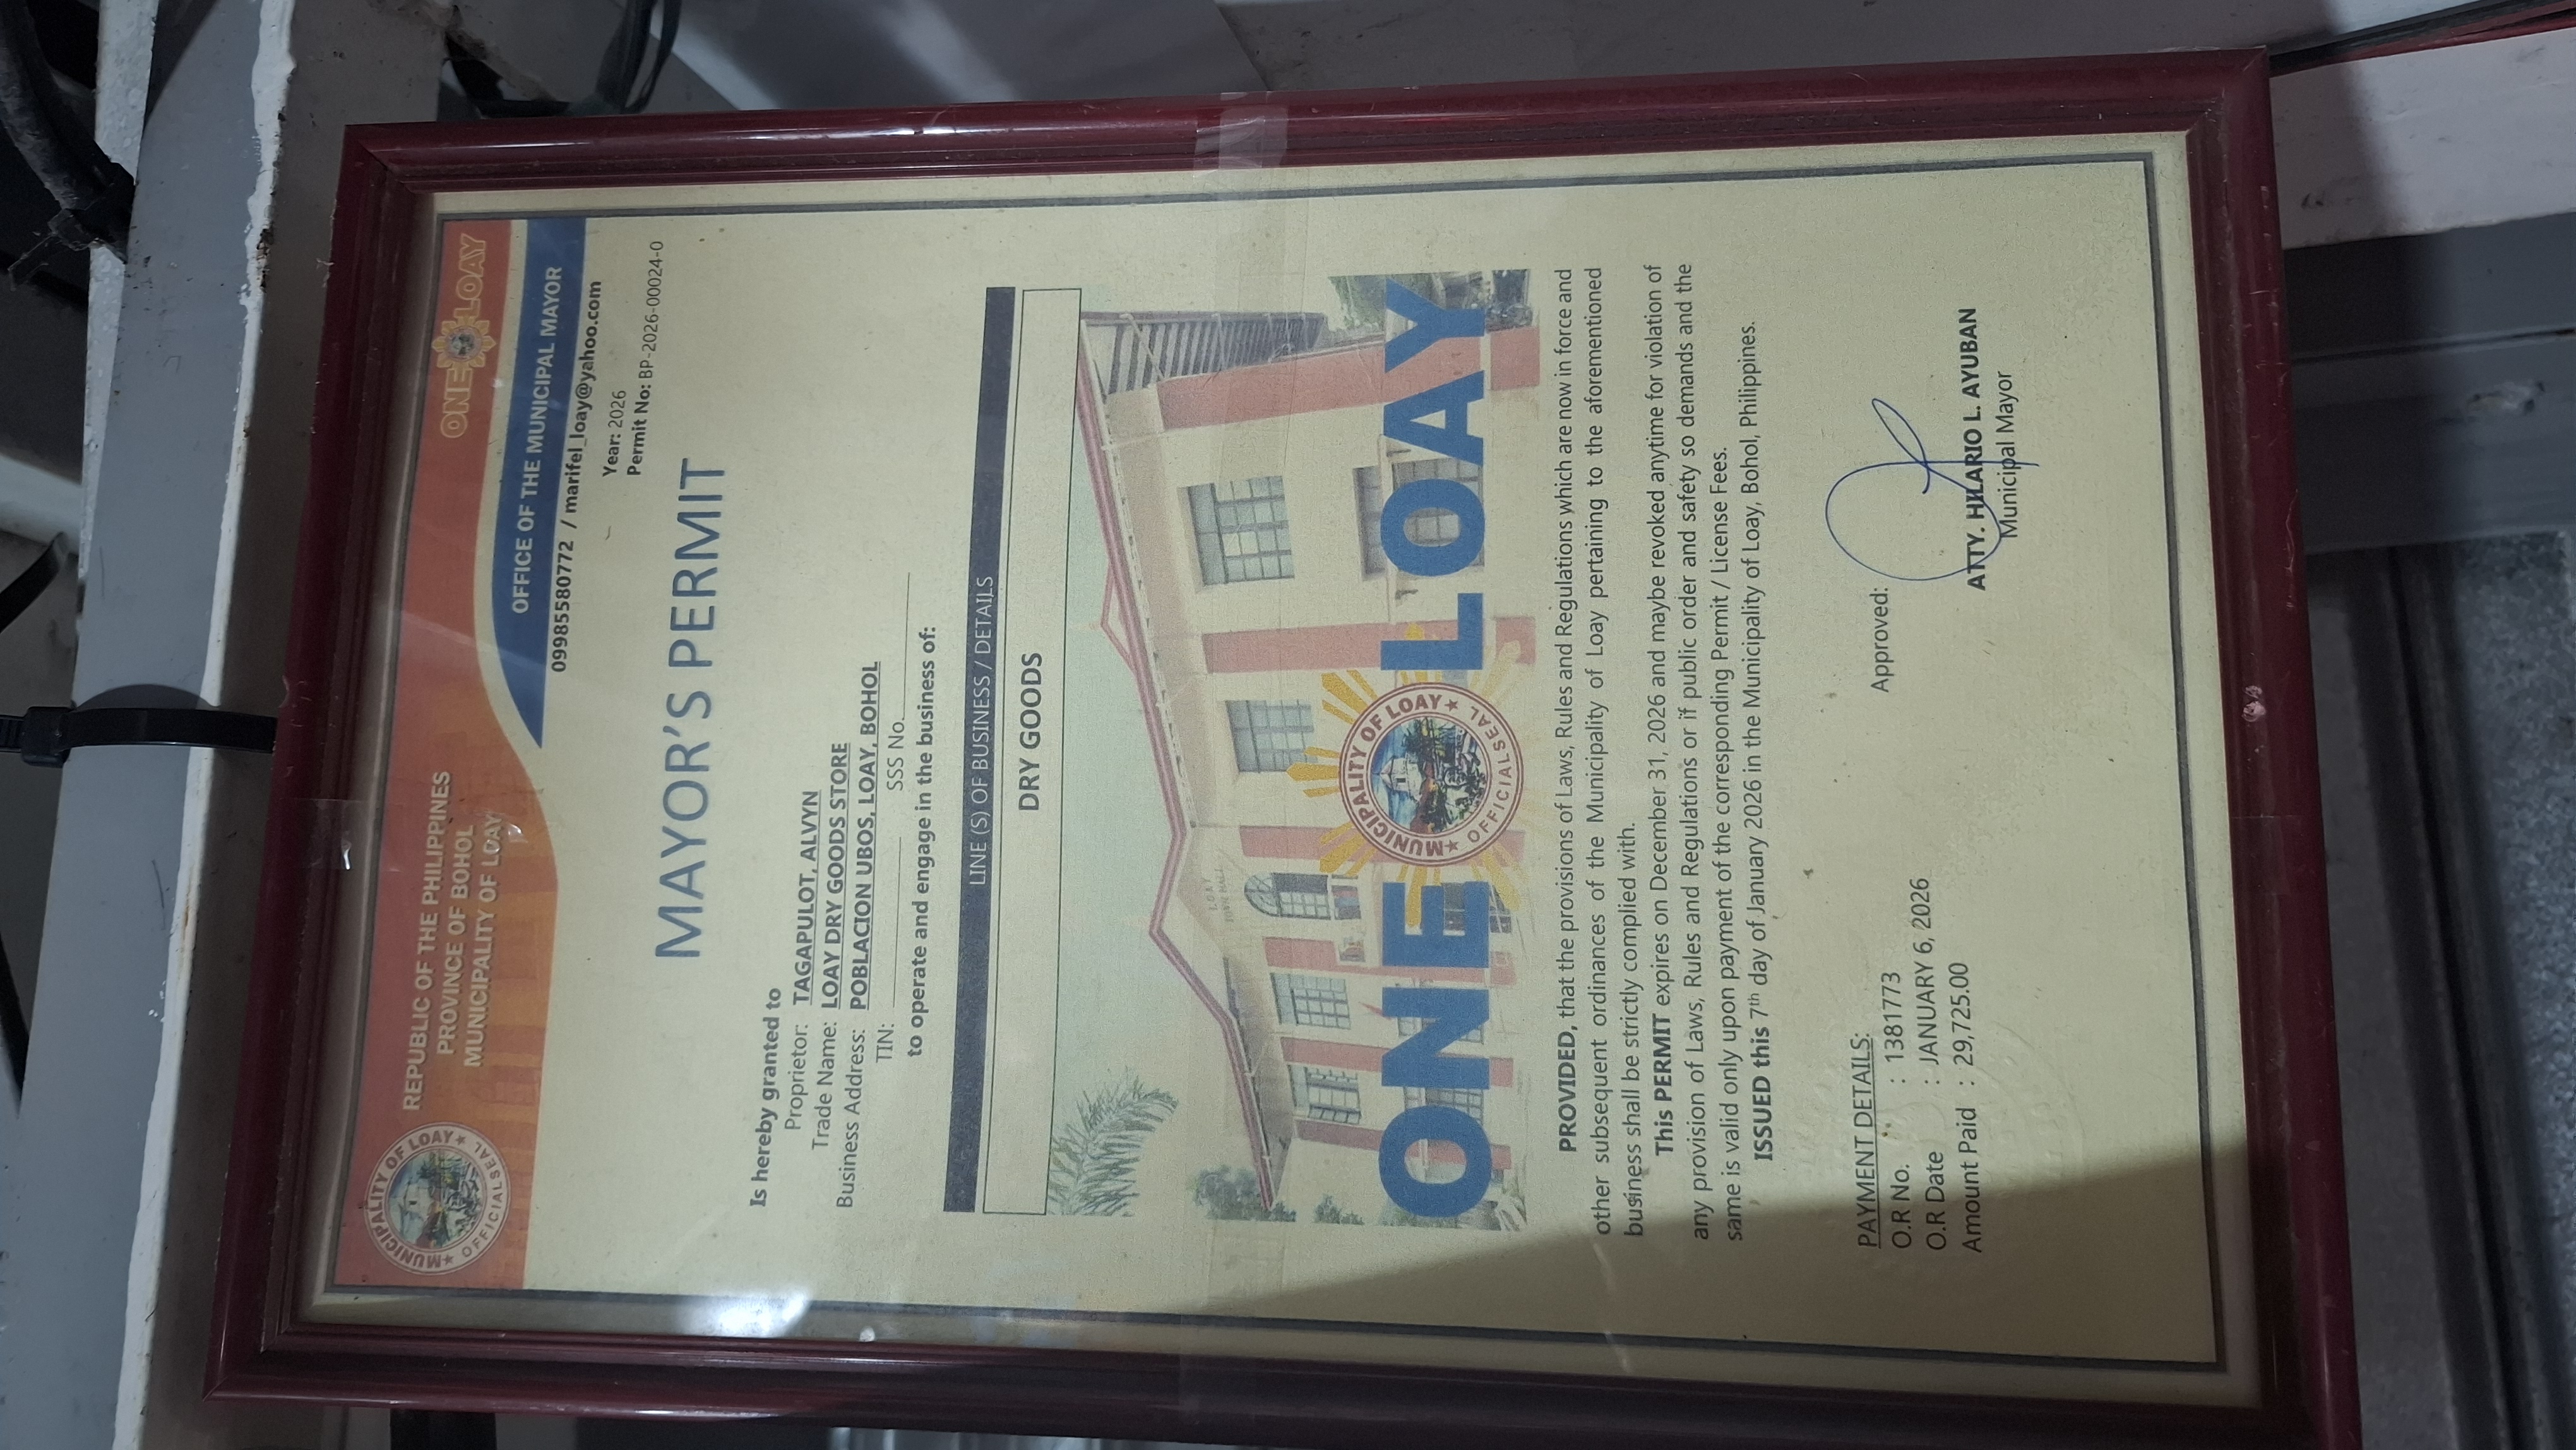 REPUBLIC OF THE PHILIPPINES
PROVINCE OF BOHOL
MUNICIPALITY OF LOAY
MUNICIPALITY OF LOAY
OFFICIAL SEAL
ONE LOAY
OFFICE OF THE MUNICIPAL MAYOR
09985580772 / marifel_loay@yahoo.com
Year: 2026
Permit No: BP-2026-00024-0
MAYOR'S PERMIT
Is hereby granted to
Proprietor: TAGAPULOT, ALVYN
Trade Name: LOAY DRY GOODS STORE
Business Address: POBLACION UBOS, LOAY, BOHOL
TIN: SSS No.
to operate and engage in the business of:
LINE (S) OF BUSINESS / DETAILS
DRY GOODS
LOAY
TOWN HALL
ONE LOAY
MUNICIPALITY OF LOAY
OFFICIAL SEAL
PROVIDED, that the provisions of Laws, Rules and Regulations which are now in force and
other subsequent ordinances of the Municipality of Loay pertaining to the aforementioned
business shall be strictly complied with.
This PERMIT expires on December 31, 2026 and maybe revoked anytime for violation of
any provision of Laws, Rules and Regulations or if public order and safety so demands and the
same is valid only upon payment of the corresponding Permit / License Fees.
ISSUED this 7th day of January 2026 in the Municipality of Loay, Bohol, Philippines.
Approved:
ATTY. HILARIO L. AYUBAN
Municipal Mayor
PAYMENT DETAILS:
O.R No. : 1381773
O.R Date : JANUARY 6, 2026
Amount Paid : 29,725.00